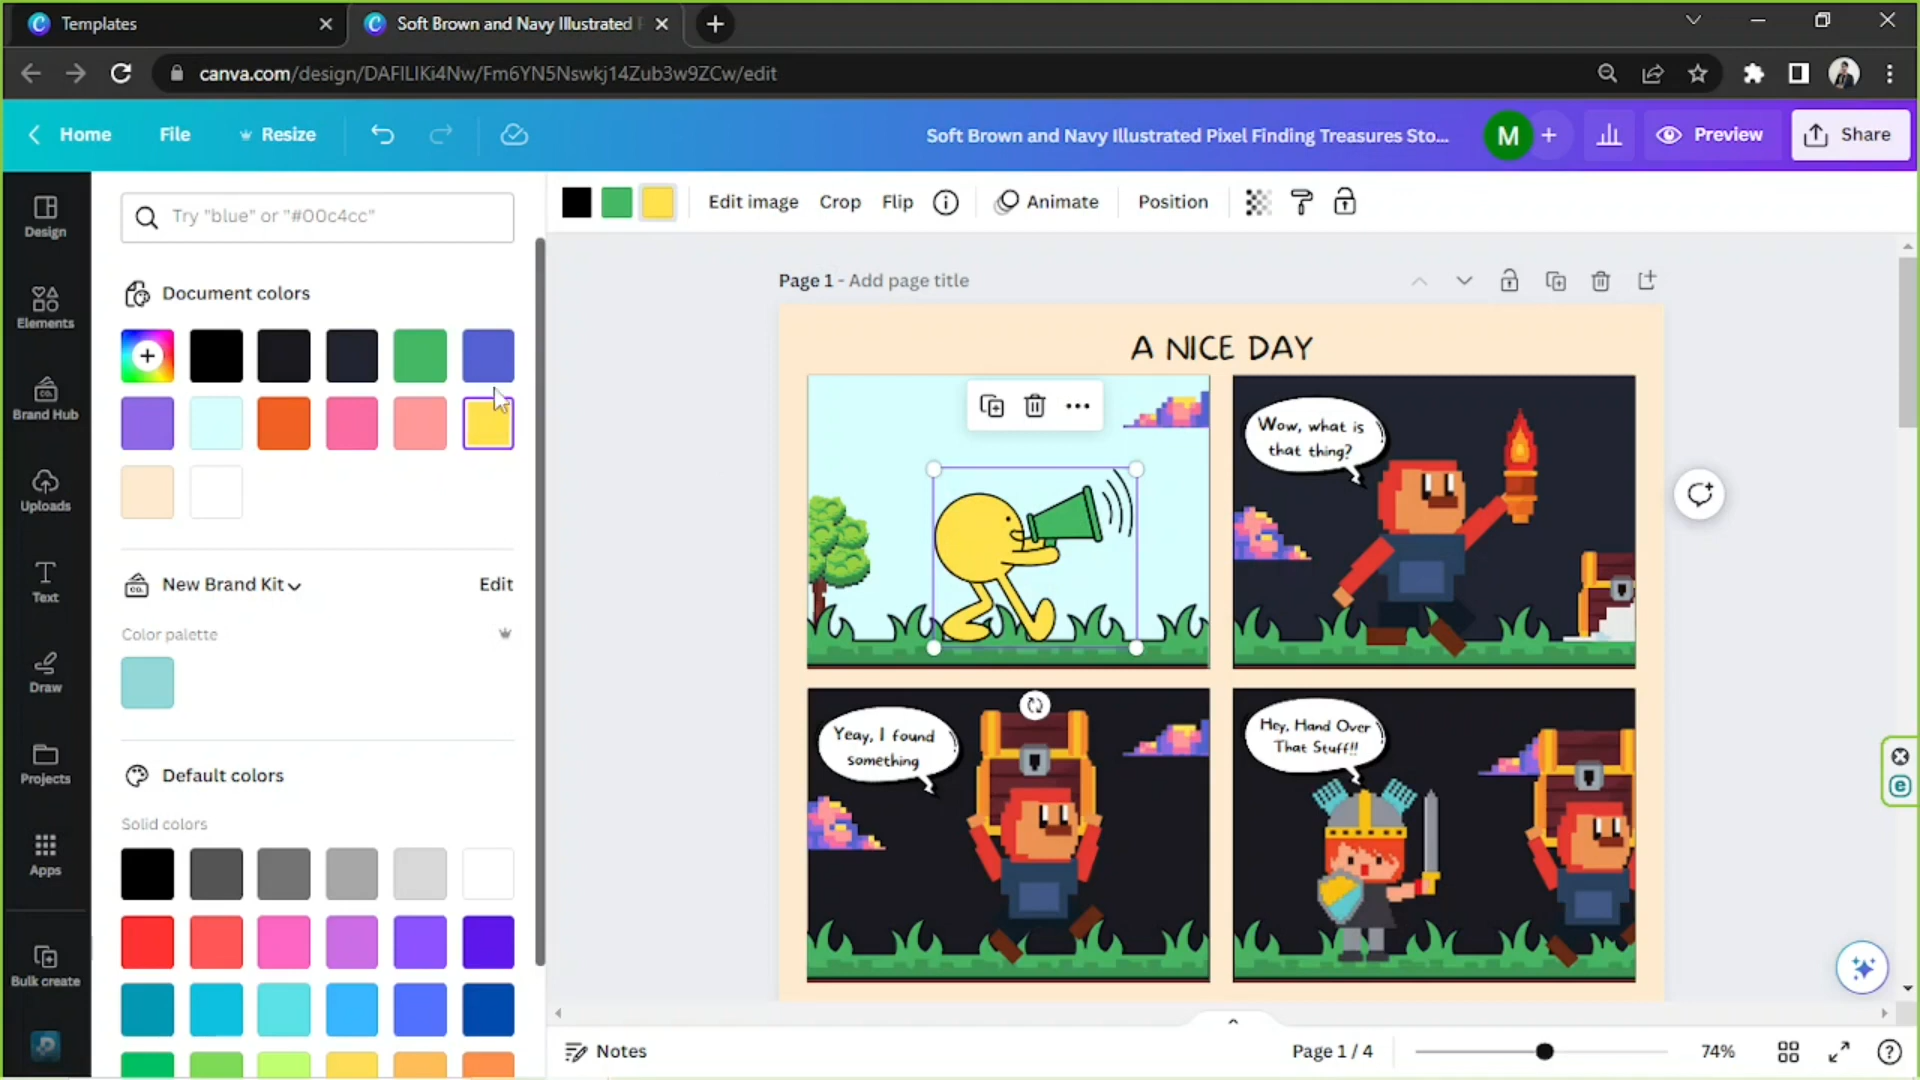 Templates
Soft Brown and Navy Illustrated
canva.com/design/DAFlLIKi4Nw/Fm6YN5Nswkj14Zub3w9ZCw/edit
Home
File
Resize
Soft Brown and Navy Illustrated Pixel Finding Treasures Sto...
M
Preview
Share
Design
Elements
Brand Hub
Uploads
Text
Draw
Projects
Apps
Bulk create
Try "blue" or "#00c4cc"
Document colors
New Brand Kit
Edit
Color palette
Default colors
Solid colors
Edit image
Crop
Flip
Animate
Position
Page 1 - Add page title
A NICE DAY
Wow, what is
that thing?
Yeay, I found
something
Hey, Hand Over
That Stuff!!
Notes
Page 1 / 4
74%